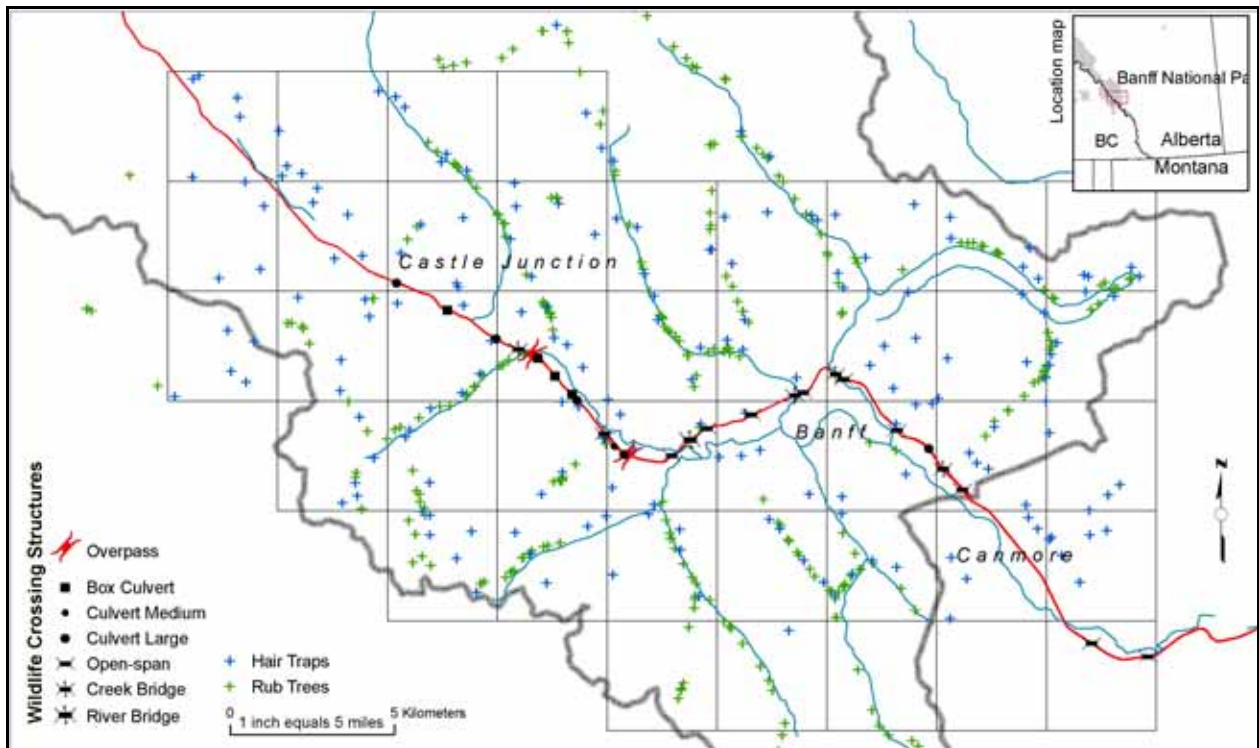 Location map
Banff National Pa
BC
Alberta
Montana
Castle Junction
Banff
Canmore
z
Wildlife Crossing Structures
Overpass
Box Culvert
Culvert Medium
Culvert Large
Open-span
Creek Bridge
River Bridge
Hair Traps
Rub Trees
0 5 Kilometers
1 inch equals 5 miles